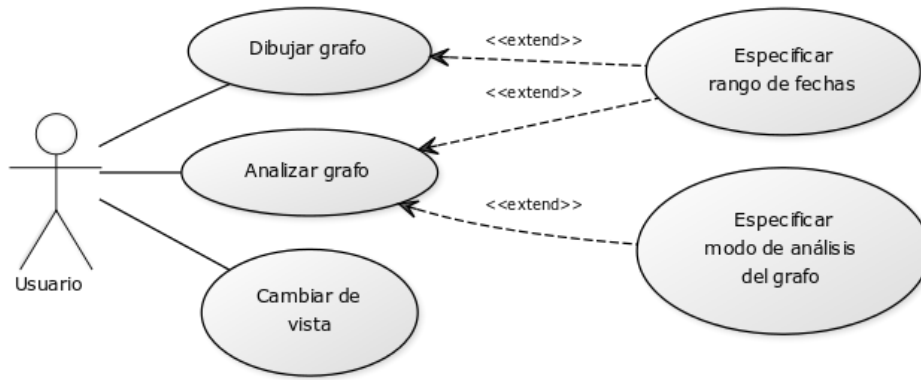 Dibujar grafo
<<extend>>
Especificar
rango de fechas
<<extend>>
Analizar grafo
<<extend>>
Especificar
modo de análisis
del grafo
Usuario
Cambiar de
vista